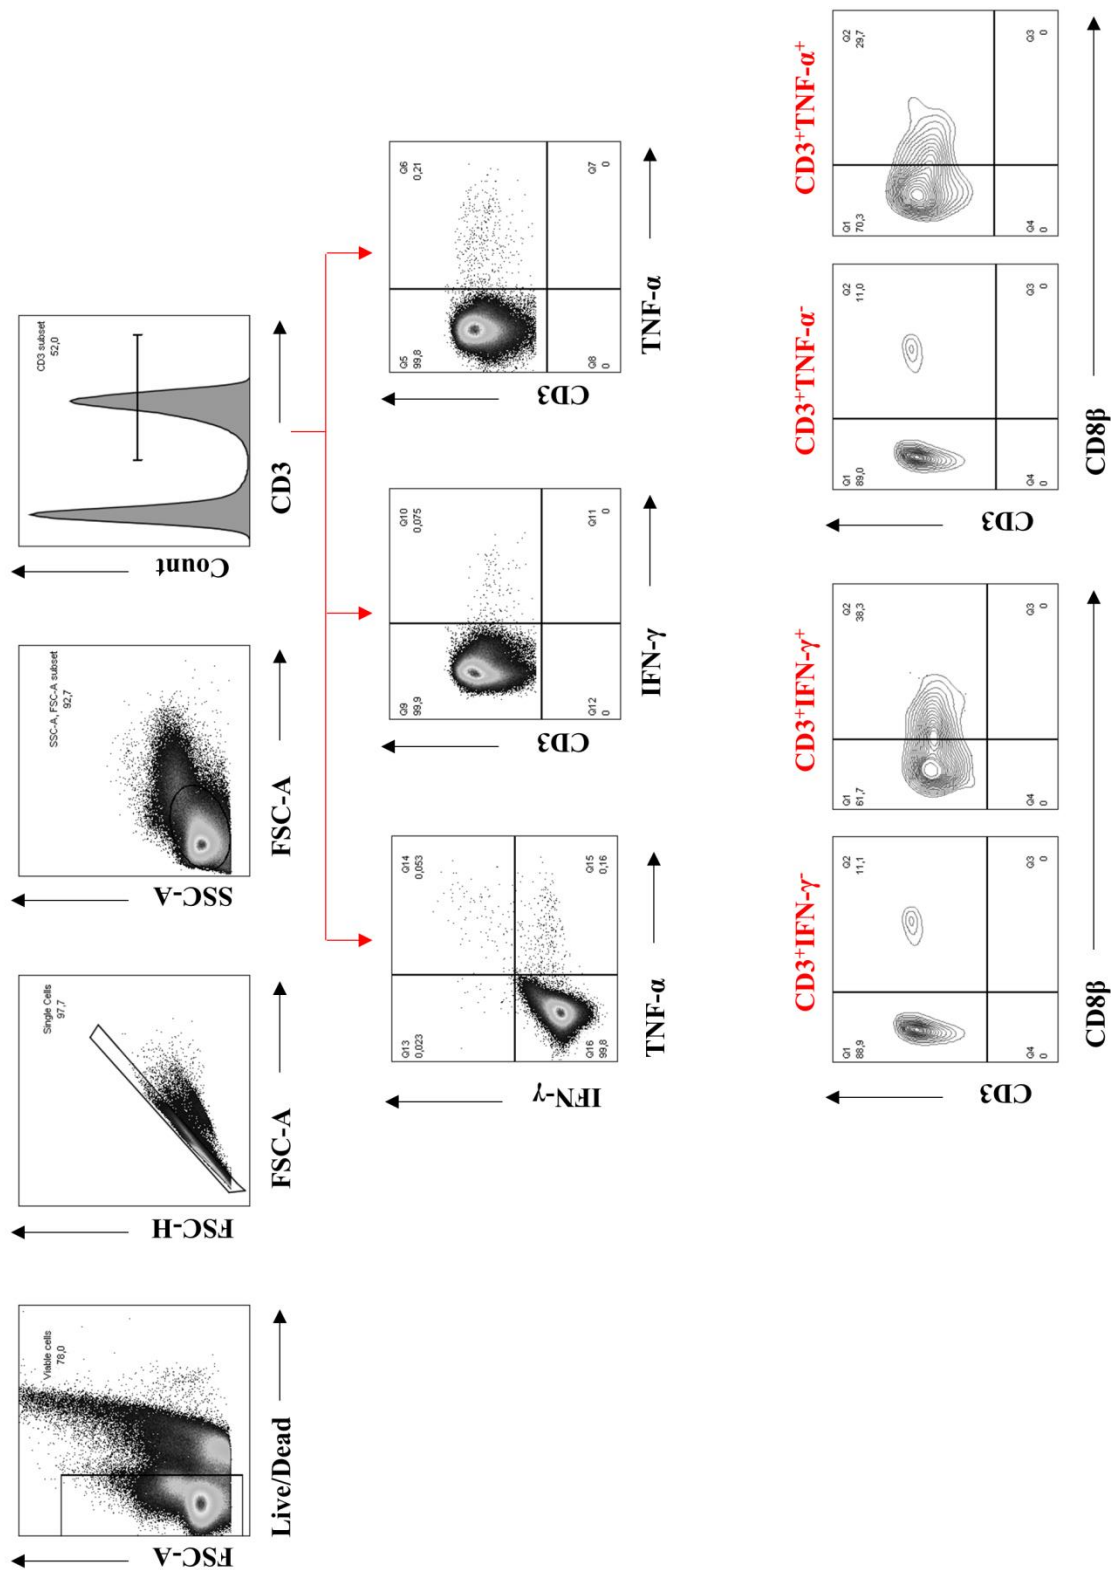 FSC-A
Viable cells
78,0
Live/Dead
FSC-H
Single Cells
97,7
FSC-A
SSC-A
SSC-A, FSC-A subset
92,7
FSC-A
Count
CD3 subset
52,0
CD3
IFN-γ
Q13
0,023
Q14
0,053
Q16
99,8
Q15
0,16
TNF-α
CD3
Q9
99,9
Q10
0,075
Q12
0
Q11
0
IFN-γ
CD3
Q5
99,8
Q6
0,21
Q8
0
Q7
0
TNF-α
CD3⁺IFN-γ⁻
CD3
Q1
88,9
Q2
11,1
Q4
0
Q3
0
CD3⁺IFN-γ⁺
Q1
61,7
Q2
38,3
Q4
0
Q3
0
CD8β
CD3⁺TNF-α⁻
CD3
Q1
89,0
Q2
11,0
Q4
0
Q3
0
CD3⁺TNF-α⁺
Q1
70,3
Q2
29,7
Q4
0
Q3
0
CD8β